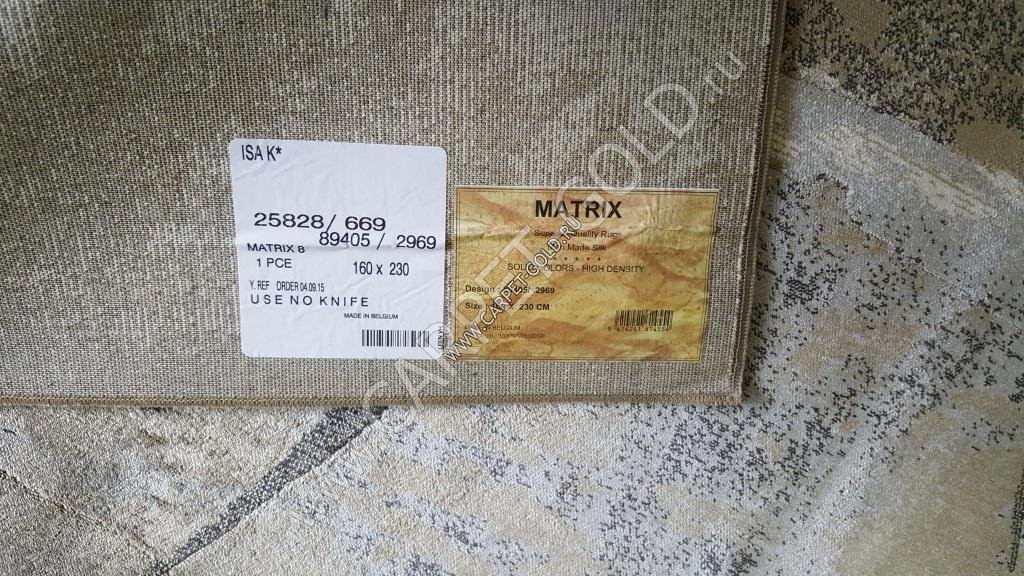 ISA K*
25828/ 669
89405 / 2969
MATRIX 8
1 PCE 160 x 230
Y. REF ORDER 04.09.15
USE NO KNIFE
MADE IN BELGIUM
MATRIX
Quality Rugs
Made Silk
COLORS - HIGH DENSITY
Design : 2969
Size : 230 CM
BELGIUM
WWW.CARPET-GOLD.RU
CARPET-GOLD.ru